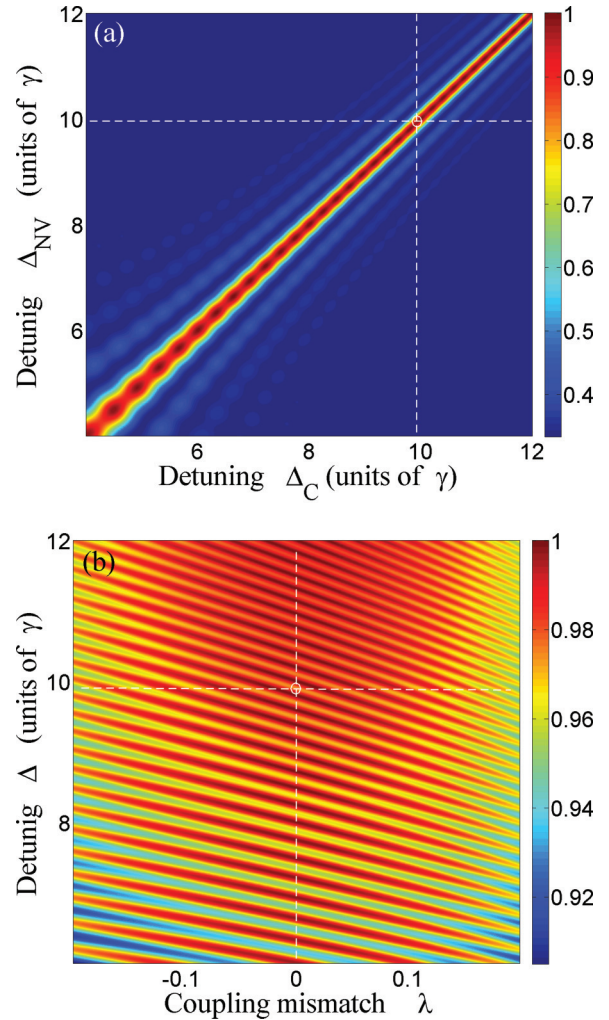 (a)
12
10
8
6
Detunig Δ_NV (units of γ)
6 8 10 12
Detuning Δ_C (units of γ)
1
0.9
0.8
0.7
0.6
0.5
0.4
(b)
12
10
8
Detunig Δ (units of γ)
-0.1 0 0.1
Coupling mismatch λ
1
0.98
0.96
0.94
0.92